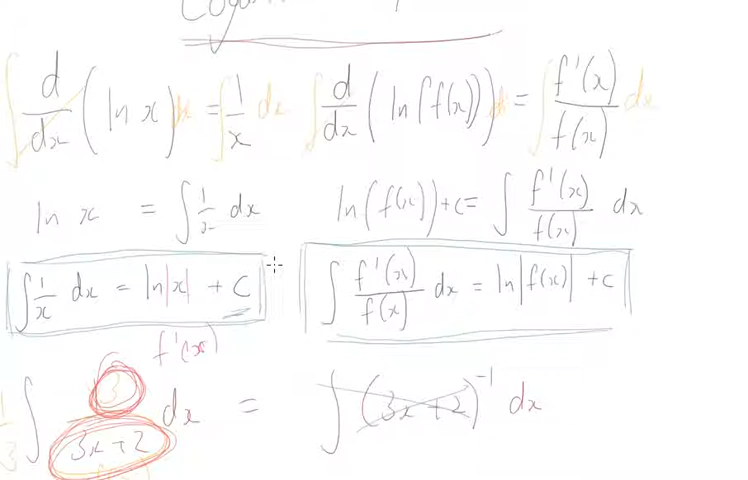 ∫ d/dx (ln x) dx = ∫ 1/x dx ∫ d/dx (ln(f(x))) dx = ∫ f'(x)/f(x) dx
ln x = ∫ 1/x dx ln(f(x)) + c = ∫ f'(x)/f(x) dx
∫ 1/x dx = ln|x| + C ∫ f'(x)/f(x) dx = ln|f(x)| + c
f'(x)
1/3 ∫ 3/(3x+2) dx = ∫ (3x+2)^-1 dx